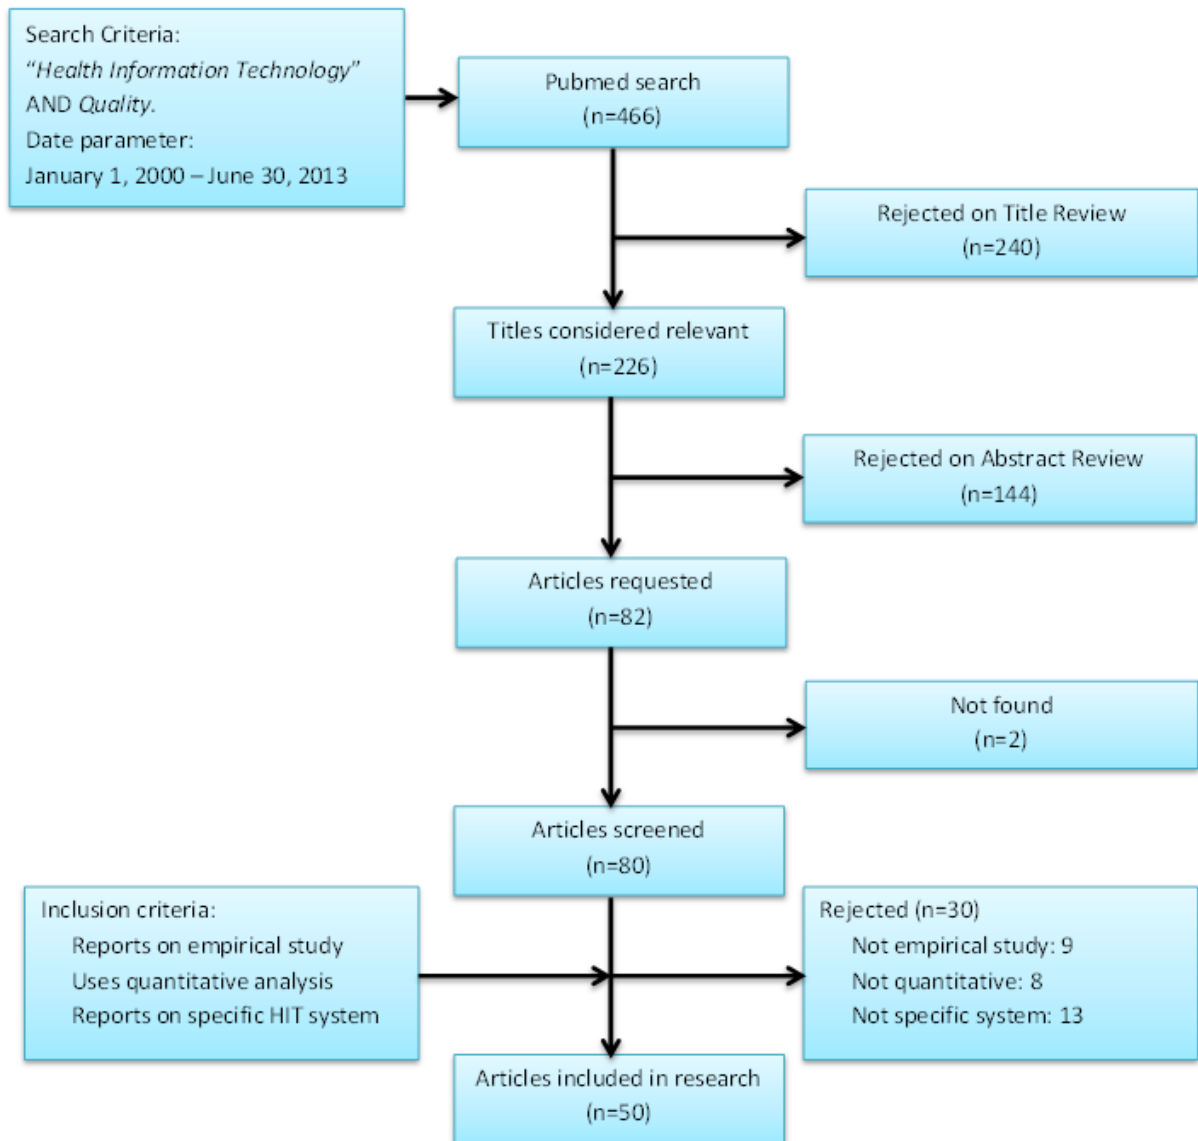 Search Criteria:
“Health Information Technology”
AND Quality.
Date parameter:
January 1, 2000 – June 30, 2013
Pubmed search
(n=466)
Rejected on Title Review
(n=240)
Titles considered relevant
(n=226)
Rejected on Abstract Review
(n=144)
Articles requested
(n=82)
Not found
(n=2)
Articles screened
(n=80)
Inclusion criteria:
Reports on empirical study
Uses quantitative analysis
Reports on specific HIT system
Rejected (n=30)
Not empirical study: 9
Not quantitative: 8
Not specific system: 13
Articles included in research
(n=50)